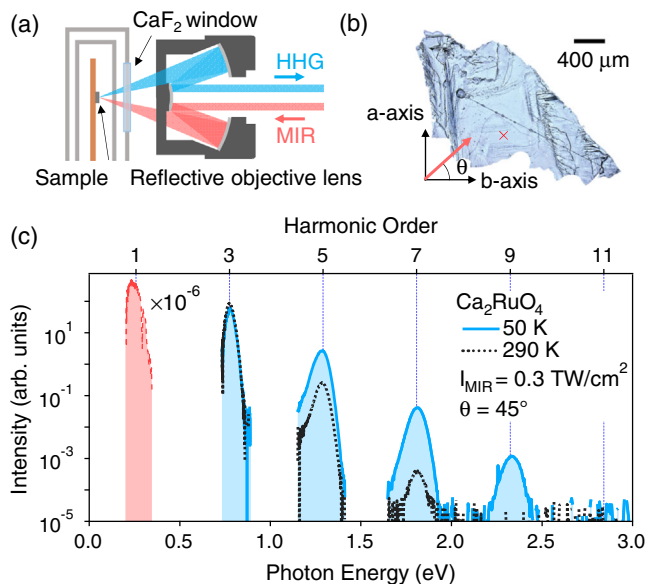 (a)
CaF₂ window
HHG
MIR
Sample
Reflective objective lens
(b)
400 μm
a-axis
θ
b-axis
(c)
Harmonic Order
1 3 5 7 9 11
×10⁻⁶
Ca₂RuO₄
50 K
290 K
I_MIR = 0.3 TW/cm²
θ = 45°
Intensity (arb. units)
10¹
10⁻¹
10⁻³
10⁻⁵
0.0 0.5 1.0 1.5 2.0 2.5 3.0
Photon Energy (eV)